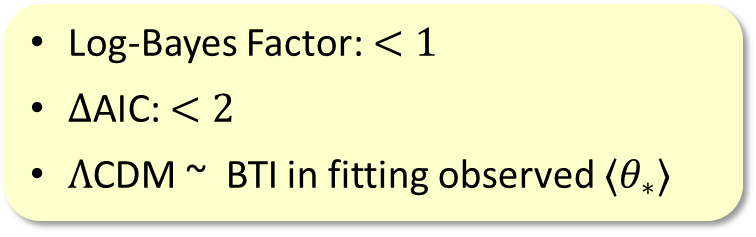 • Log-Bayes Factor: < 1
• ΔAIC: < 2
• ΛCDM ~ BTI in fitting observed ⟨θ∗⟩